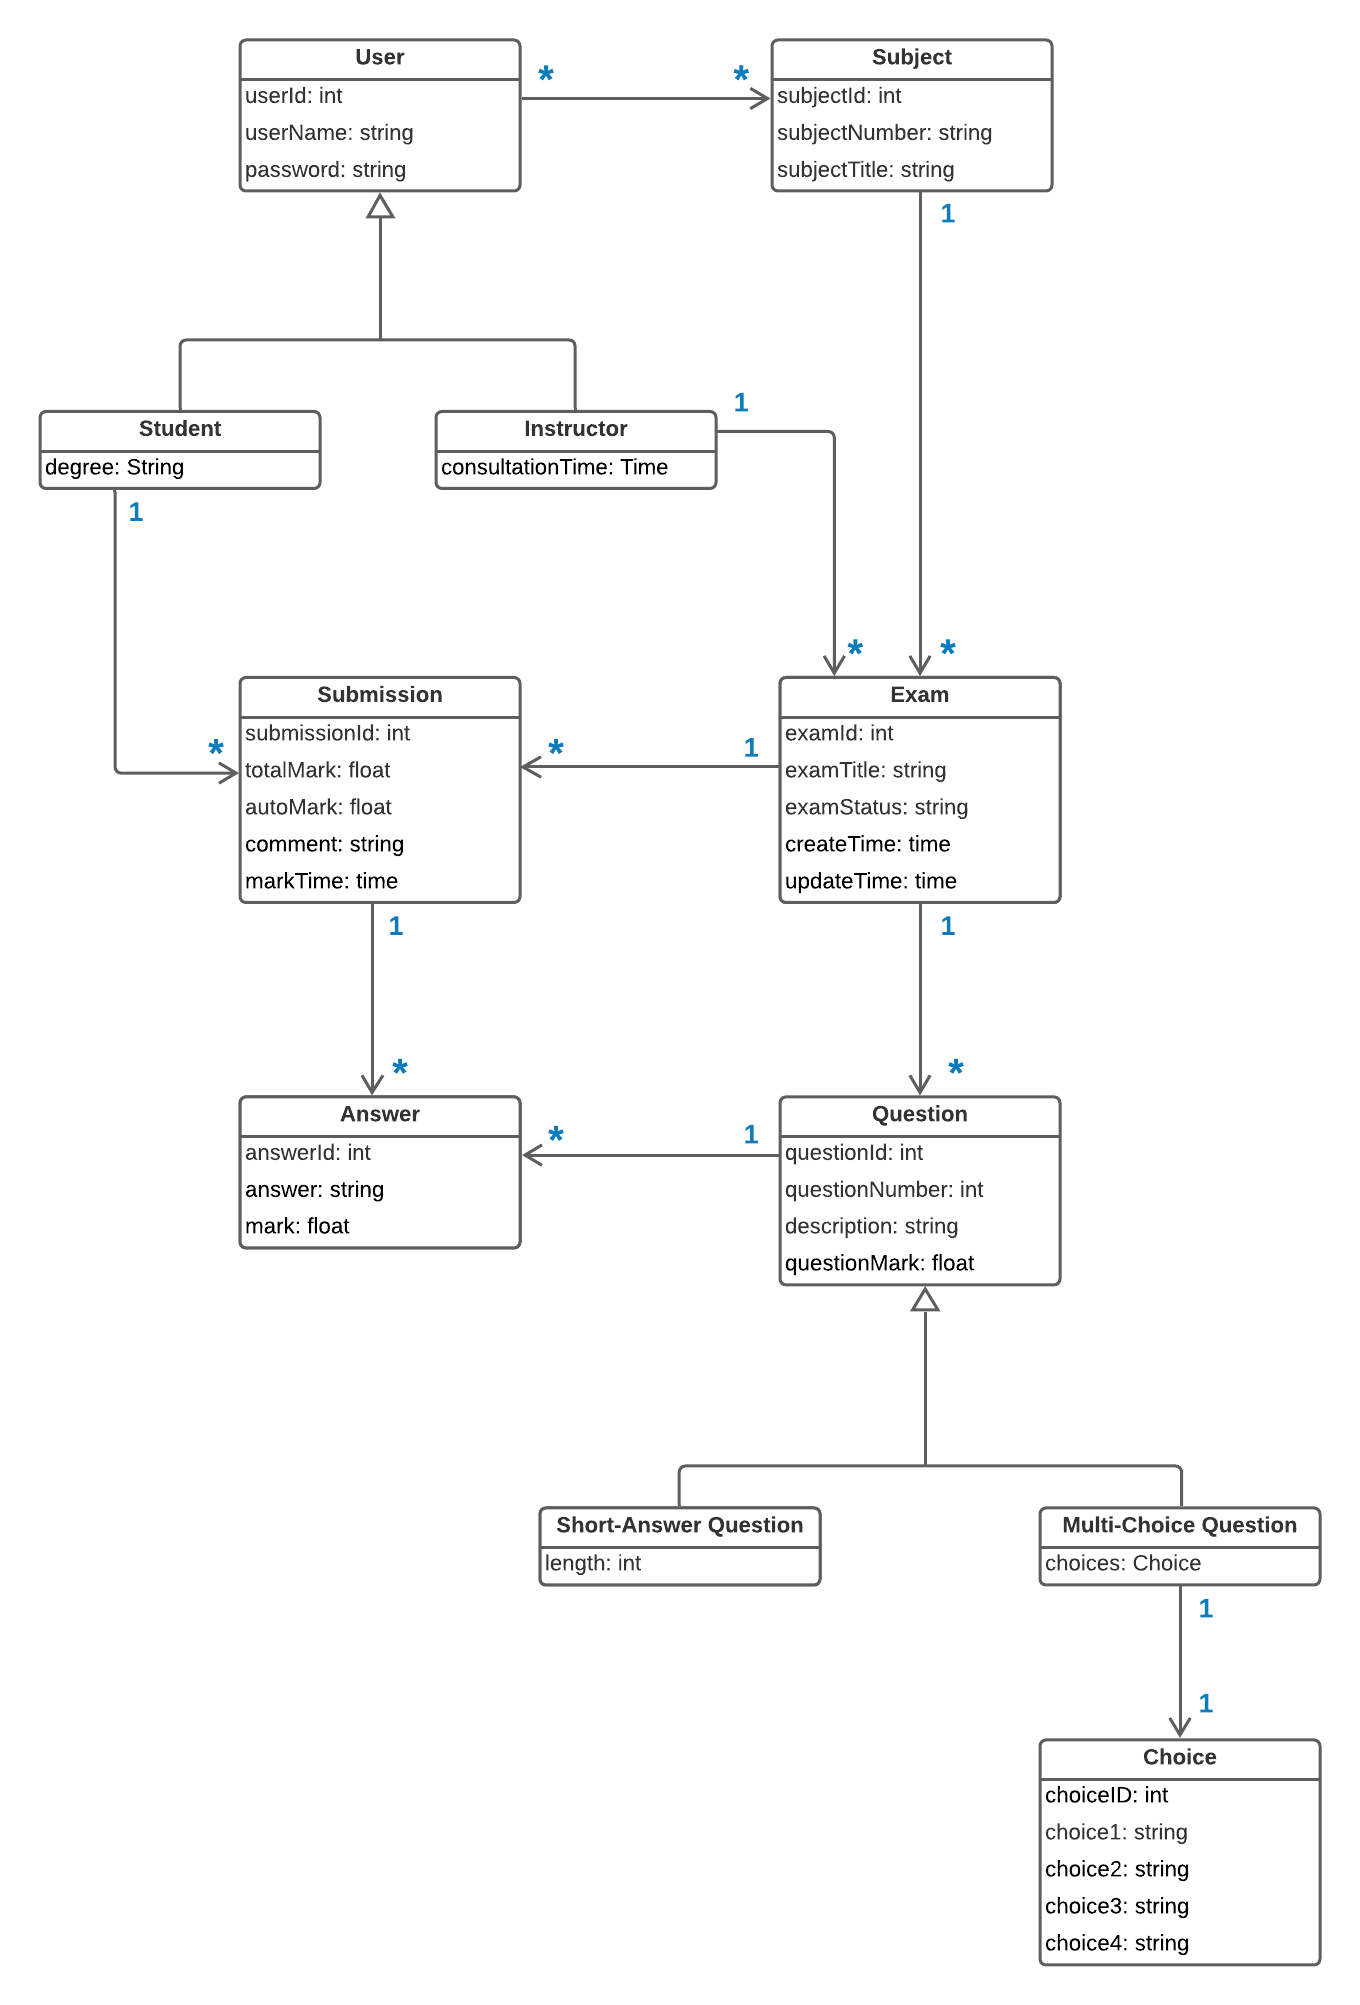 User
userId: int
userName: string
password: string
*
*
Subject
subjectId: int
subjectNumber: string
subjectTitle: string
1
Student
degree: String
1
Instructor
consultationTime: Time
1
*
*
Submission
submissionId: int
totalMark: float
autoMark: float
comment: string
markTime: time
*
*
1
Exam
examId: int
examTitle: string
examStatus: string
createTime: time
updateTime: time
1
1
*
*
Answer
answerId: int
answer: string
mark: float
*
1
Question
questionId: int
questionNumber: int
description: string
questionMark: float
Short-Answer Question
length: int
Multi-Choice Question
choices: Choice
1
1
Choice
choiceID: int
choice1: string
choice2: string
choice3: string
choice4: string